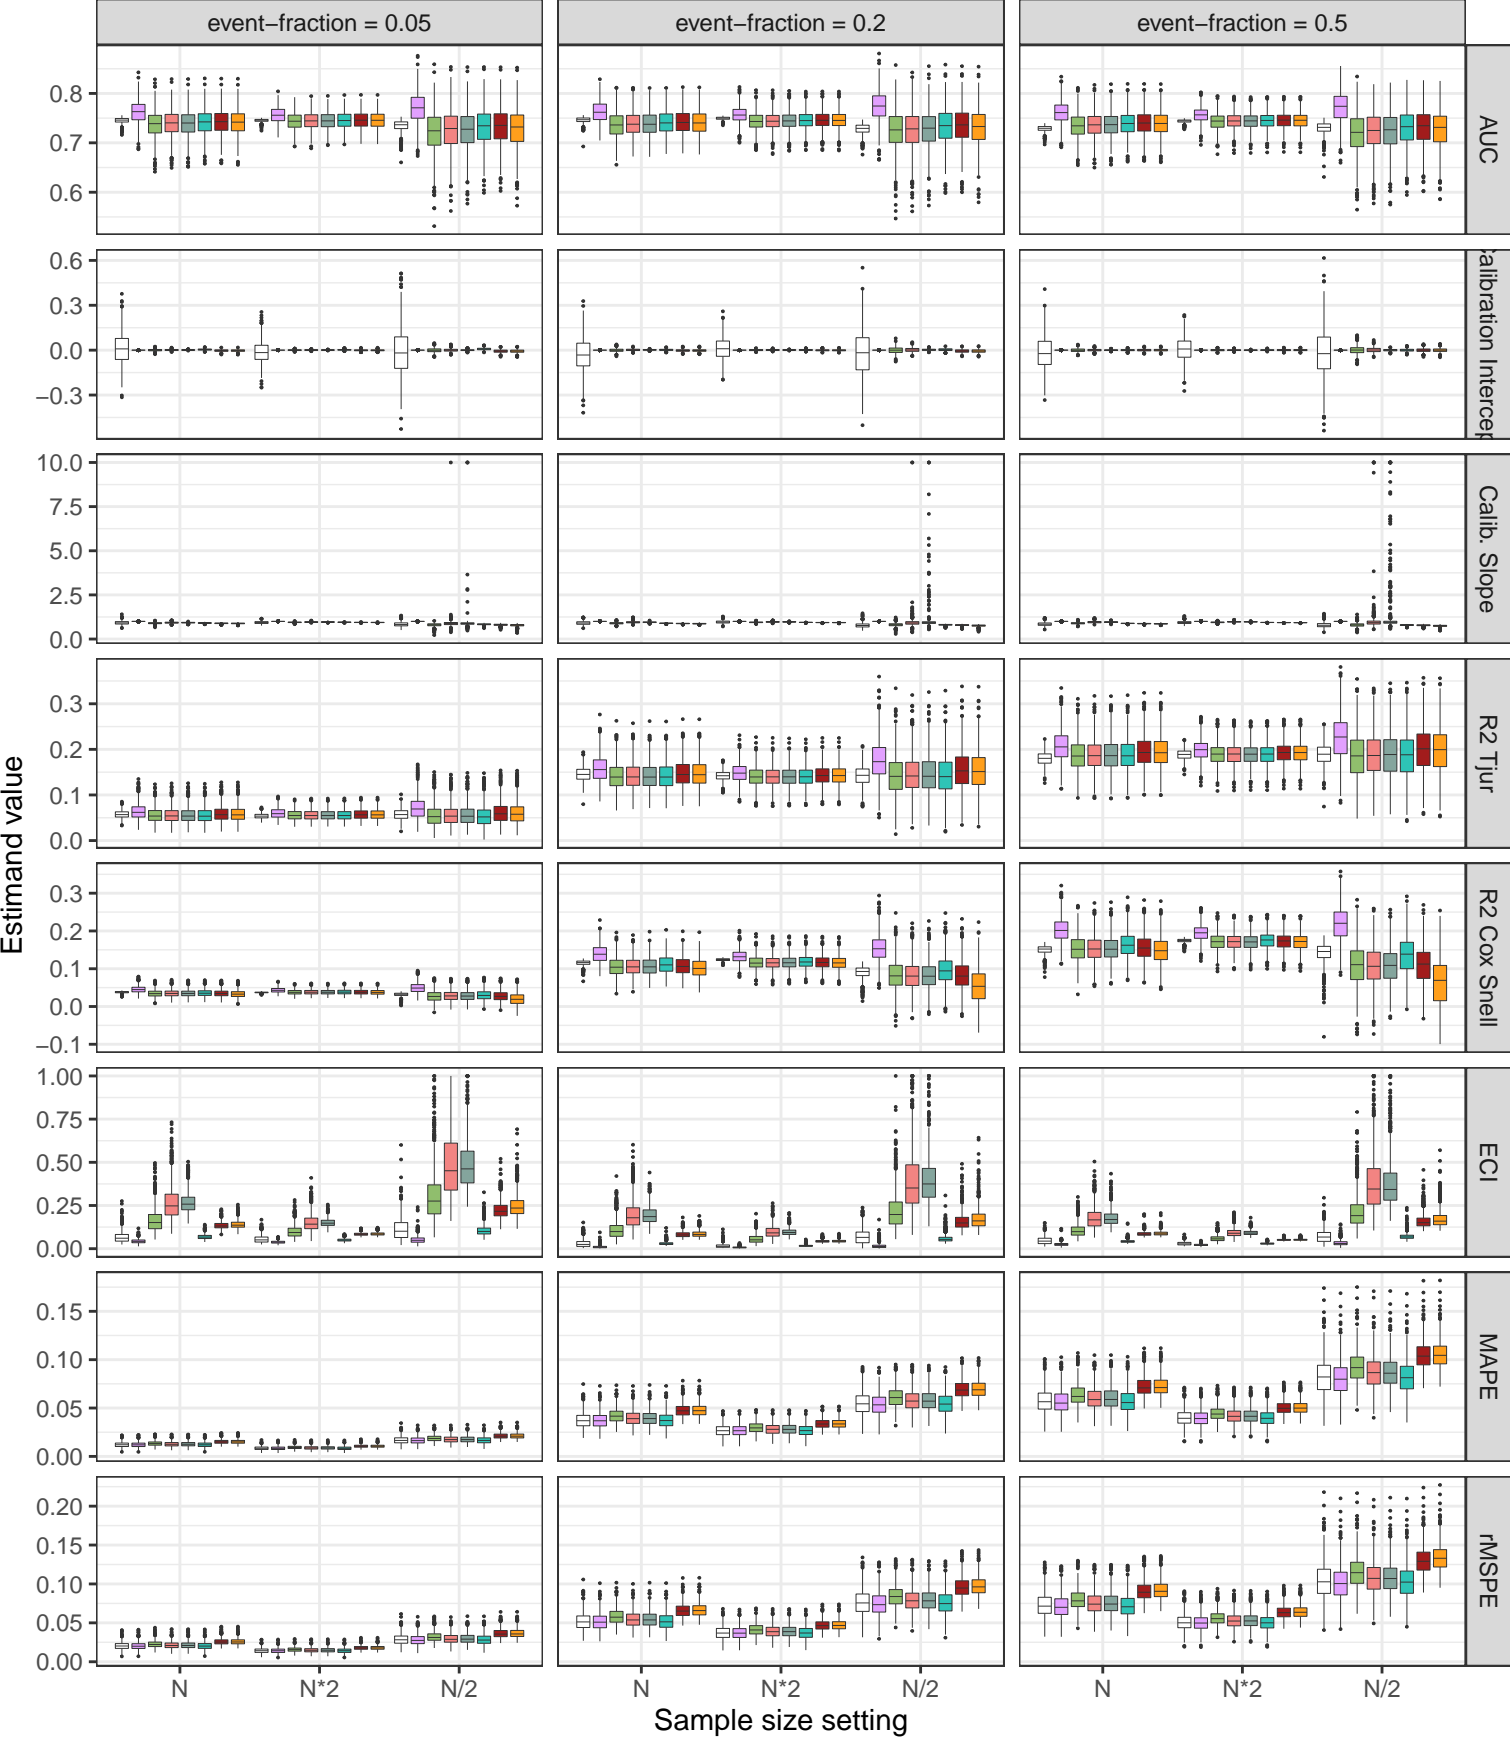 event−fraction = 0.05
event−fraction = 0.2
event−fraction = 0.5
0.8
0.7
0.6
AUC
0.6
0.3
0.0
−0.3
10.0
7.5
5.0
2.5
0.0
Calib. Slope
0.3
0.2
0.1
0.0
R2 Tjur
0.3
0.2
0.1
0.0
−0.1
R2 Cox Snell
1.00
0.75
0.50
0.25
0.00
ECI
0.15
0.10
0.05
0.00
MAPE
0.20
0.15
0.10
0.05
0.00
rMSPE
Estimand value
N
N*2
N/2
N
N*2
N/2
N
N*2
N/2
Sample size setting